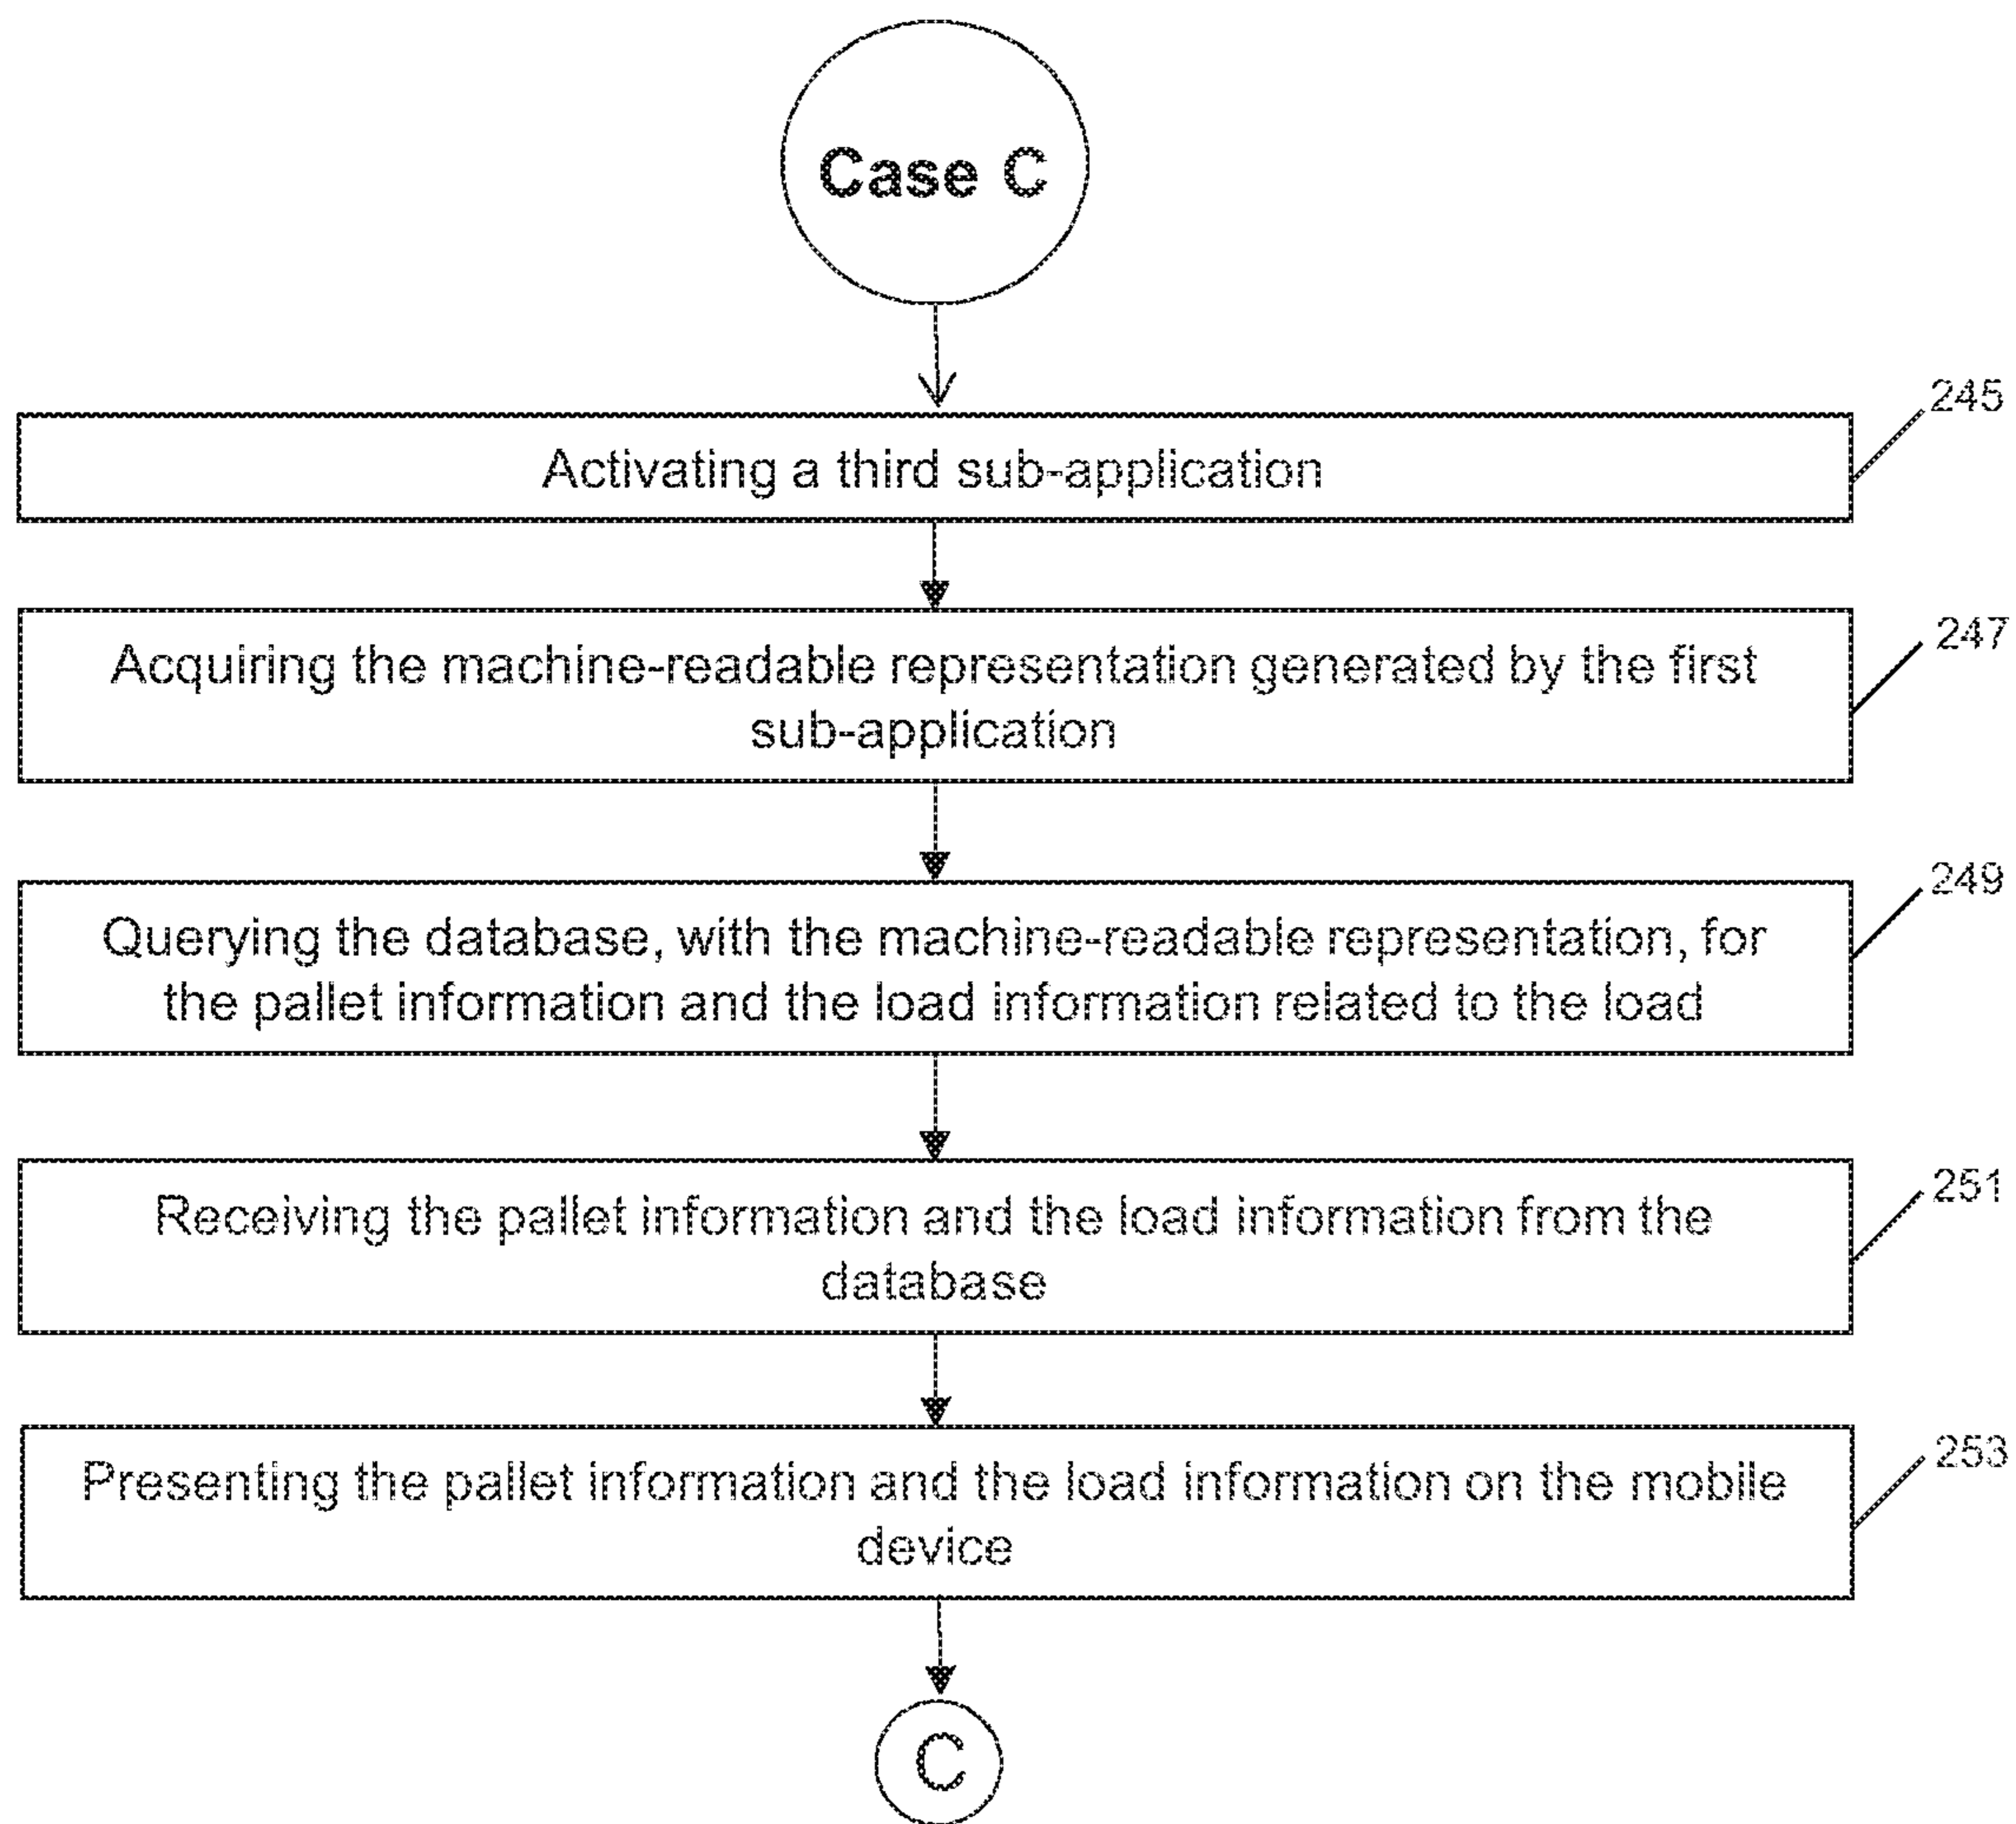 Case C
245
Activating a third sub-application
247
Acquiring the machine-readable representation generated by the first
sub-application
249
Querying the database, with the machine-readable representation, for
the pallet information and the load information related to the load
251
Receiving the pallet information and the load information from the
database
253
Presenting the pallet information and the load information on the mobile
device
C